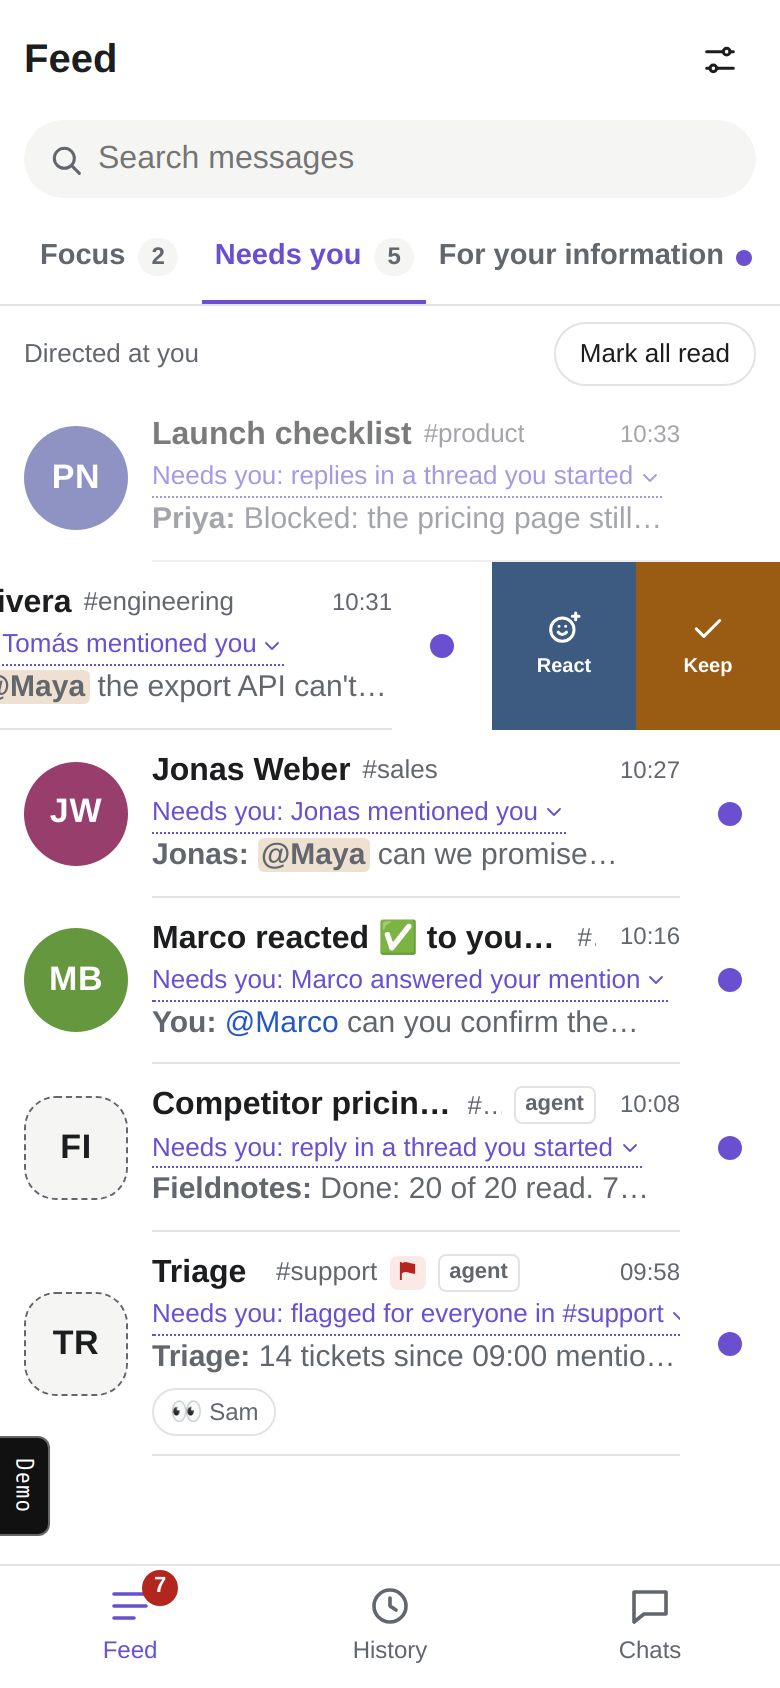 Feed
Search messages
Focus 2 Needs you 5 For your information
Directed at you
Mark all read
PN
Launch checklist #product 10:33
Needs you: replies in a thread you started
Priya: Blocked: the pricing page still…
ivera #engineering 10:31
Tomás mentioned you
@Maya the export API can't…
React
Keep
JW
Jonas Weber #sales 10:27
Needs you: Jonas mentioned you
Jonas: @Maya can we promise…
MB
Marco reacted ✅ to you… #. 10:16
Needs you: Marco answered your mention
You: @Marco can you confirm the…
FI
Competitor pricin… #… agent 10:08
Needs you: reply in a thread you started
Fieldnotes: Done: 20 of 20 read. 7…
TR
Triage #support agent 09:58
Needs you: flagged for everyone in #support
Triage: 14 tickets since 09:00 mentio…
👀 Sam
Demo
7
Feed
History
Chats